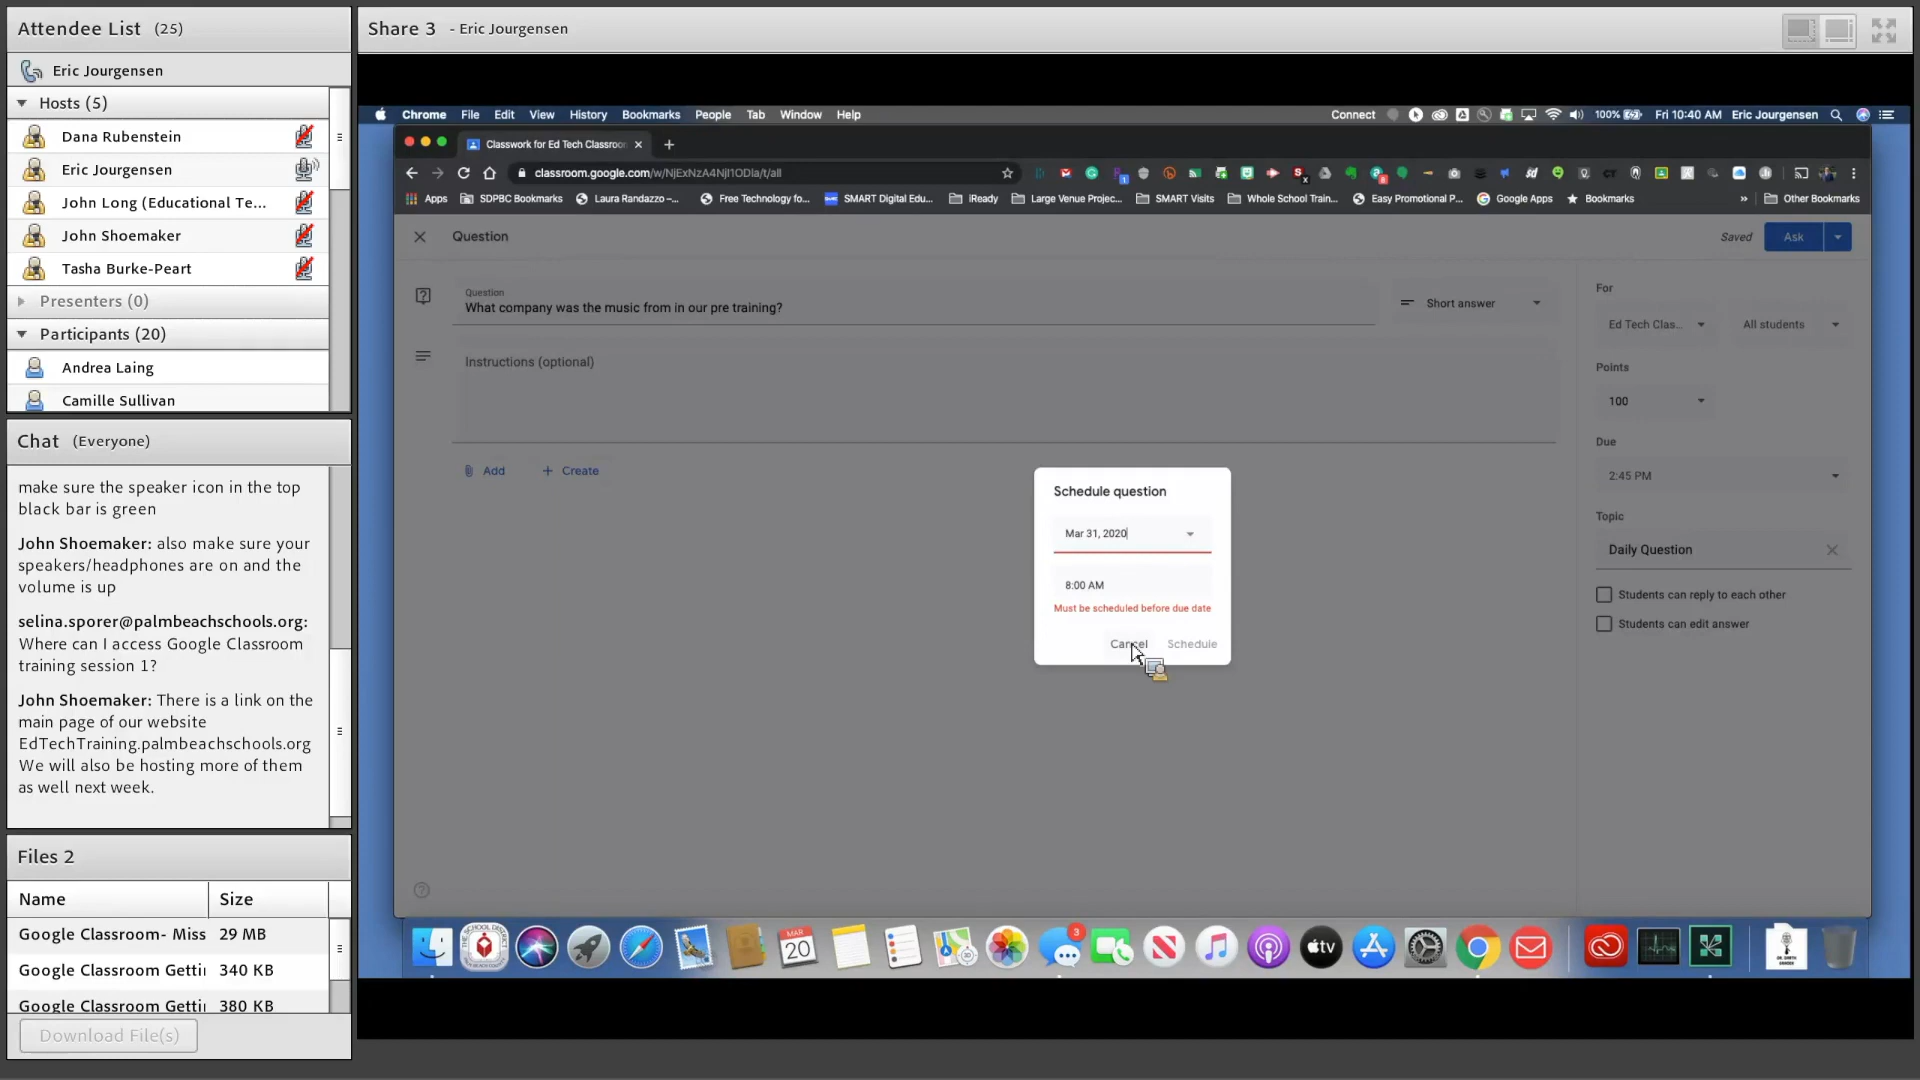 Attendee List (25)
Eric Jourgensen
Hosts (5)
Dana Rubenstein
Eric Jourgensen
John Long (Educational Te...
John Shoemaker
Tasha Burke-Peart
Presenters (0)
Participants (20)
Andrea Laing
Camille Sullivan
Chat (Everyone)
make sure the speaker icon in the top
black bar is green
John Shoemaker: also make sure your
speakers/headphones are on and the
volume is up
selina.sporer@palmbeachschools.org:
Where can I access Google Classroom
training session 1?
John Shoemaker: There is a link on the
main page of our website
EdTechTraining.palmbeachschools.org
We will also be hosting more of them
as well next week.
Files 2
Name Size
Google Classroom- Miss 29 MB
Google Classroom Getti 340 KB
Google Classroom Getti 380 KB
Download File(s)
Share 3 - Eric Jourgensen
Chrome File Edit View History Bookmarks People Tab Window Help
Connect 100% Fri 10:40 AM Eric Jourgensen
Classwork for Ed Tech Classroo
Apps SDPBC Bookmarks Laura Randazzo –... Free Technology fo... SMART Digital Edu... iReady Large Venue Projec... SMART Visits Whole School Train... Easy Promotional P... Google Apps Bookmarks » Other Bookmarks
Question Saved Ask
Question
What company was the music from in our pre training?
Short answer
Instructions (optional)
Add + Create
For
Ed Tech Clas... All students
Points
100
Due
2:45 PM
Topic
Daily Question
Students can reply to each other
Students can edit answer
Schedule question
Mar 31, 2020
8:00 AM
Must be scheduled before due date
Cancel Schedule
MAR
20
3
tv